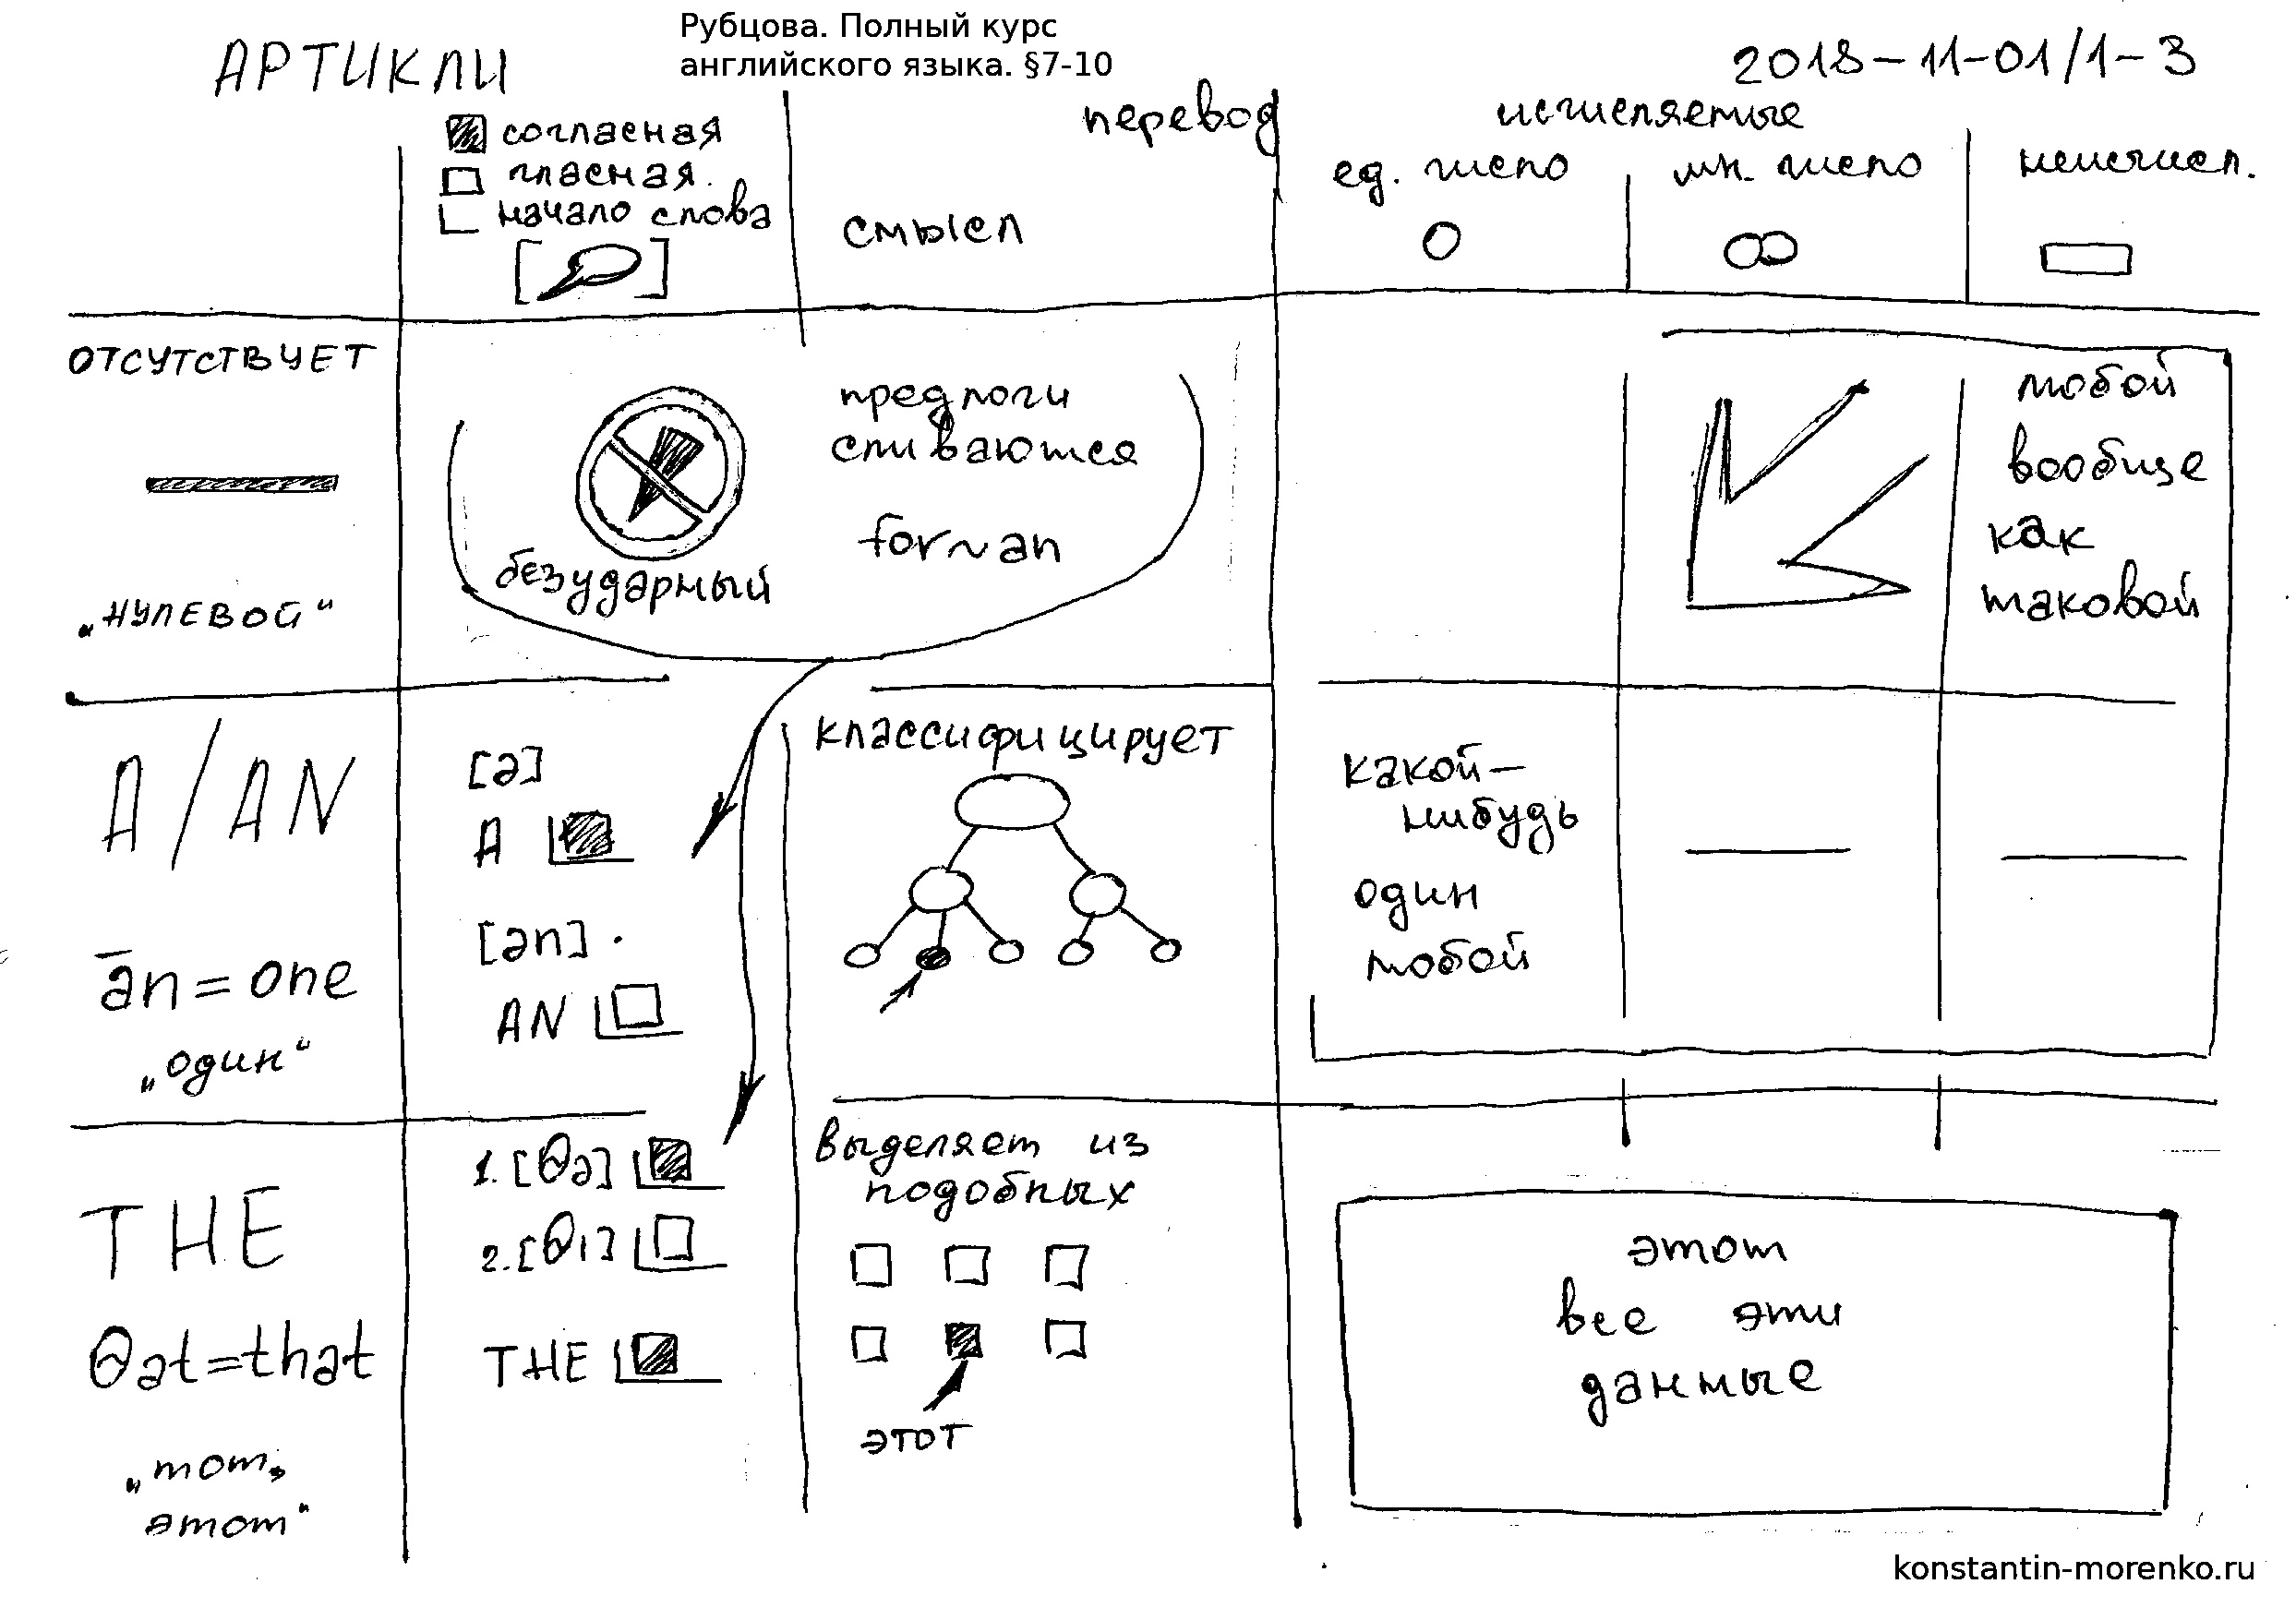 АРТИКЛИ
Рубцова. Полный курс
английского языка. §7-10
2018-11-01/1-3
согласная
гласная.
начало слова
смысл
перевод
исчисляемые
ед. число
мн. число
неисчисл.
ОТСУТСТВУЕТ
„НУЛЕВОЙ“
безударный
предлоги
сливаются
for~an
любой
вообще
как
таковой
A/AN
ān=one
„один“
[ə]
A
[ən].
AN
классифицирует
какой-
нибудь
один
любой
THE
θət=that
„тот,
этот“
1.[θə]
2.[θı]
THE
выделяет из
подобных
этот
этот
все эти
данные
konstantin-morenko.ru